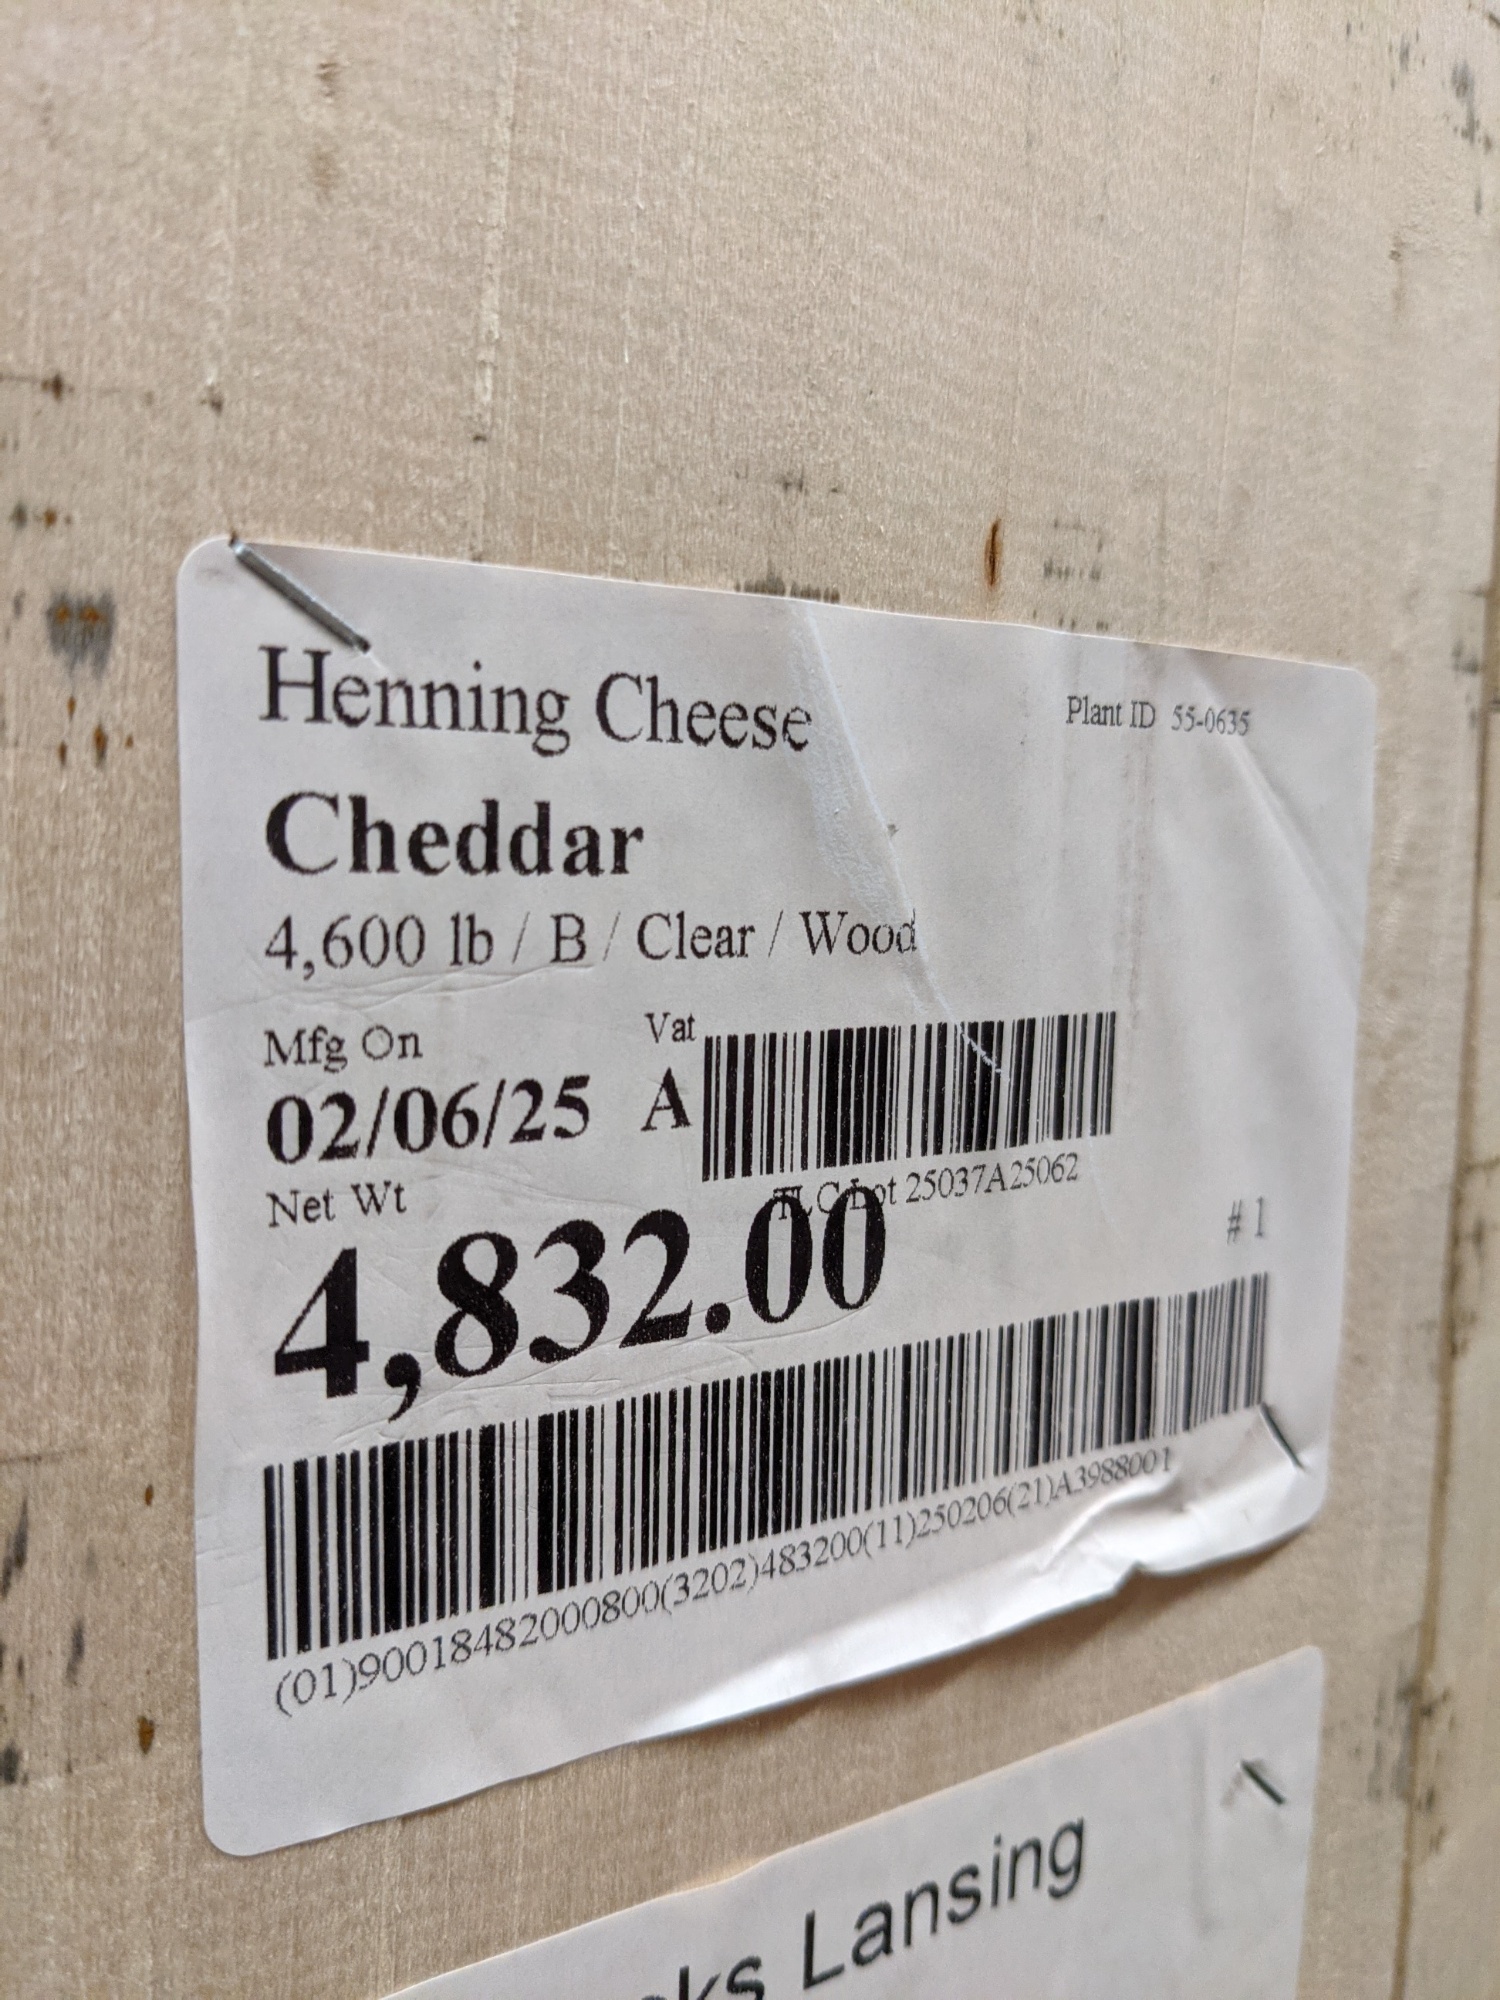 Henning Cheese
Plant ID 55-0635
Cheddar
4,600 lb / B / Clear / Wood
Mfg On
Vat
02/06/25
A
TLC Lot 25037A25062
Net Wt
4,832.00
# 1
(01)90018482000800(3202)483200(11)250206(21)A3988001
Lansing